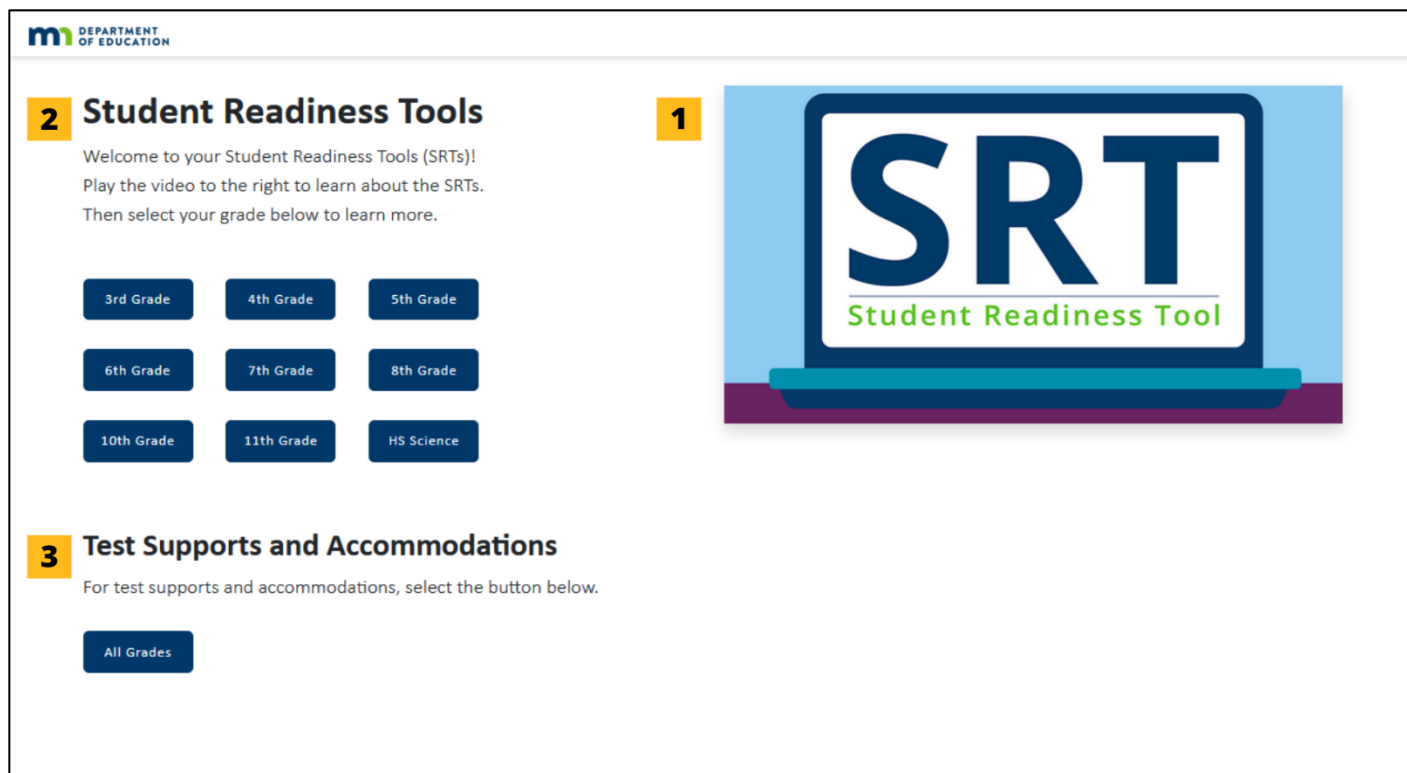 mn DEPARTMENT
OF EDUCATION
2 Student Readiness Tools
Welcome to your Student Readiness Tools (SRTs)!
Play the video to the right to learn about the SRTs.
Then select your grade below to learn more.
3rd Grade 4th Grade 5th Grade
6th Grade 7th Grade 8th Grade
10th Grade 11th Grade HS Science
1
SRT
Student Readiness Tool
3 Test Supports and Accommodations
For test supports and accommodations, select the button below.
All Grades